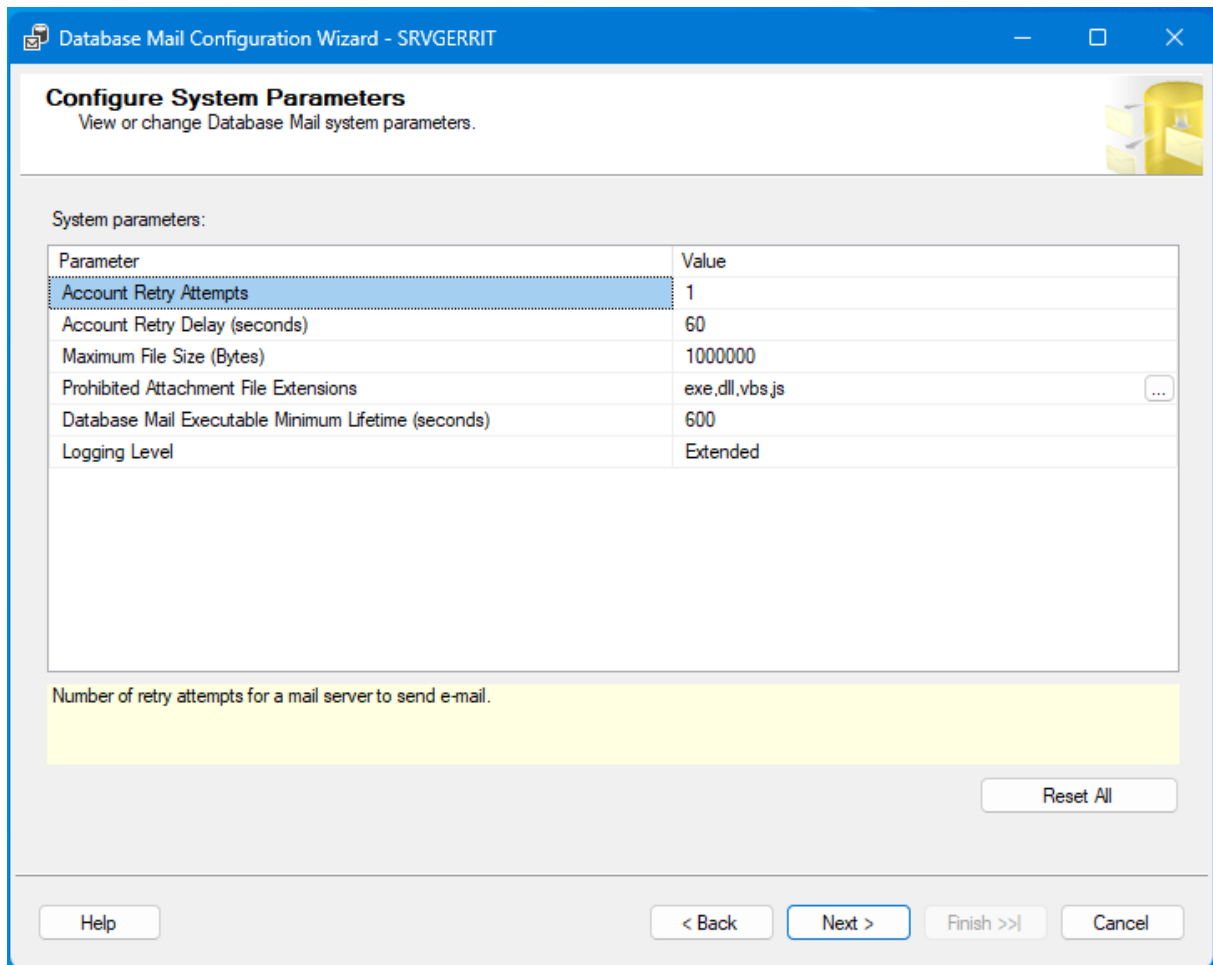 Database Mail Configuration Wizard - SRVGERRIT
Configure System Parameters
View or change Database Mail system parameters.
System parameters:
Parameter Value
Account Retry Attempts 1
Account Retry Delay (seconds) 60
Maximum File Size (Bytes) 1000000
Prohibited Attachment File Extensions exe,dll,vbs,js ...
Database Mail Executable Minimum Lifetime (seconds) 600
Logging Level Extended
Number of retry attempts for a mail server to send e-mail.
Reset All
Help < Back Next > Finish >>| Cancel